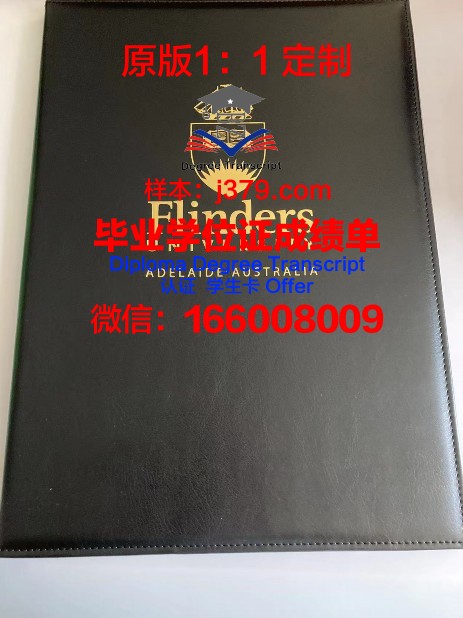 原版1：1 定制
Degree Transcript
样本：j379.com
Flinders
UNIVERSITY
毕业学位证成绩单
Diploma Degree Transcript
ADELAIDE AUSTRALIA
认证 学生卡 Offer
微信：166008009